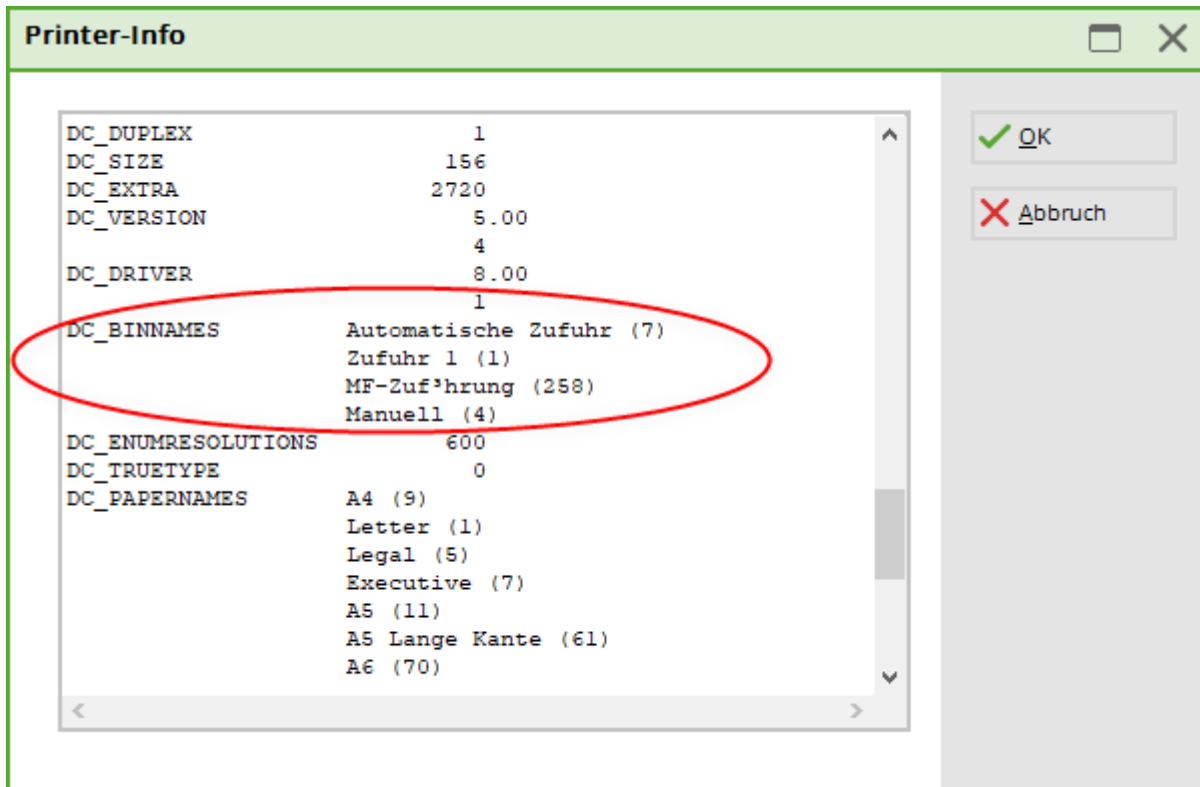 Printer-Info
DC_DUPLEX 1
DC_SIZE 156
DC_EXTRA 2720
DC_VERSION 5.00
4
DC_DRIVER 8.00
1
DC_BINNAMES Automatische Zufuhr (7)
Zufuhr 1 (1)
MF-Zuf³hrung (258)
Manuell (4)
DC_ENUMRESOLUTIONS 600
DC_TRUETYPE 0
DC_PAPERNAMES A4 (9)
Letter (1)
Legal (5)
Executive (7)
A5 (11)
A5 Lange Kante (61)
A6 (70)
OK
Abbruch